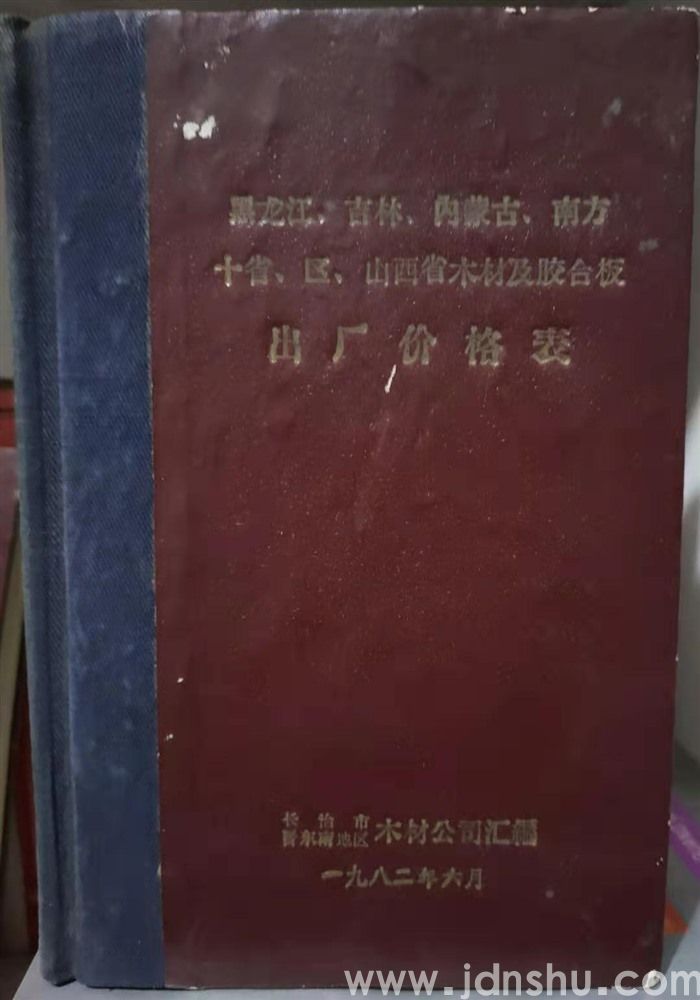 黑龙江、吉林、内蒙古、南方
十省、区、山西省木材及胶合板
出厂价格表
长治市
晋东南地区 木材公司汇编
一九八二年六月
www.jdnshu.com